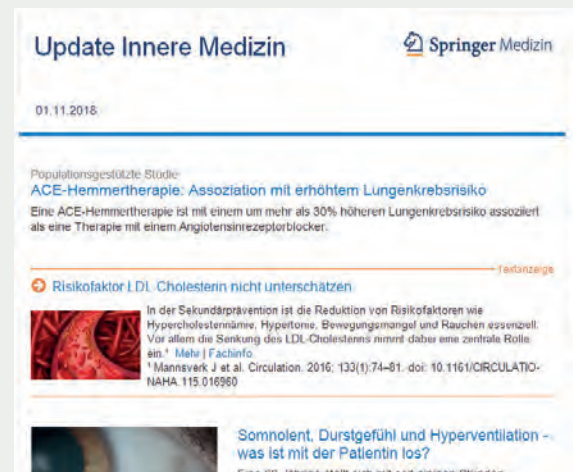 Update Innere Medizin
Springer Medizin
01.11.2018
Populationsgestützte Studie
ACE-Hemmertherapie: Assoziation mit erhöhtem Lungenkrebsrisiko
Eine ACE-Hemmertherapie ist mit einem um mehr als 30% höheren Lungenkrebsrisiko assoziiert
als eine Therapie mit einem Angiotensinrezeptorblocker.
Textanzeige
Risikofaktor LDL-Cholesterin nicht unterschätzen
In der Sekundärprävention ist die Reduktion von Risikofaktoren wie
Hypercholesterinämie, Hypertonie, Bewegungsmangel und Rauchen essenziell.
Vor allem die Senkung des LDL-Cholesterins nimmt dabei eine zentrale Rolle
ein.¹ Mehr | Fachinfo
¹ Mannsverk J et al. Circulation. 2016; 133(1):74–81. doi: 10.1161/CIRCULATIO-
NAHA.115.016960
Somnolent, Durstgefühl und Hyperventilation -
was ist mit der Patientin los?